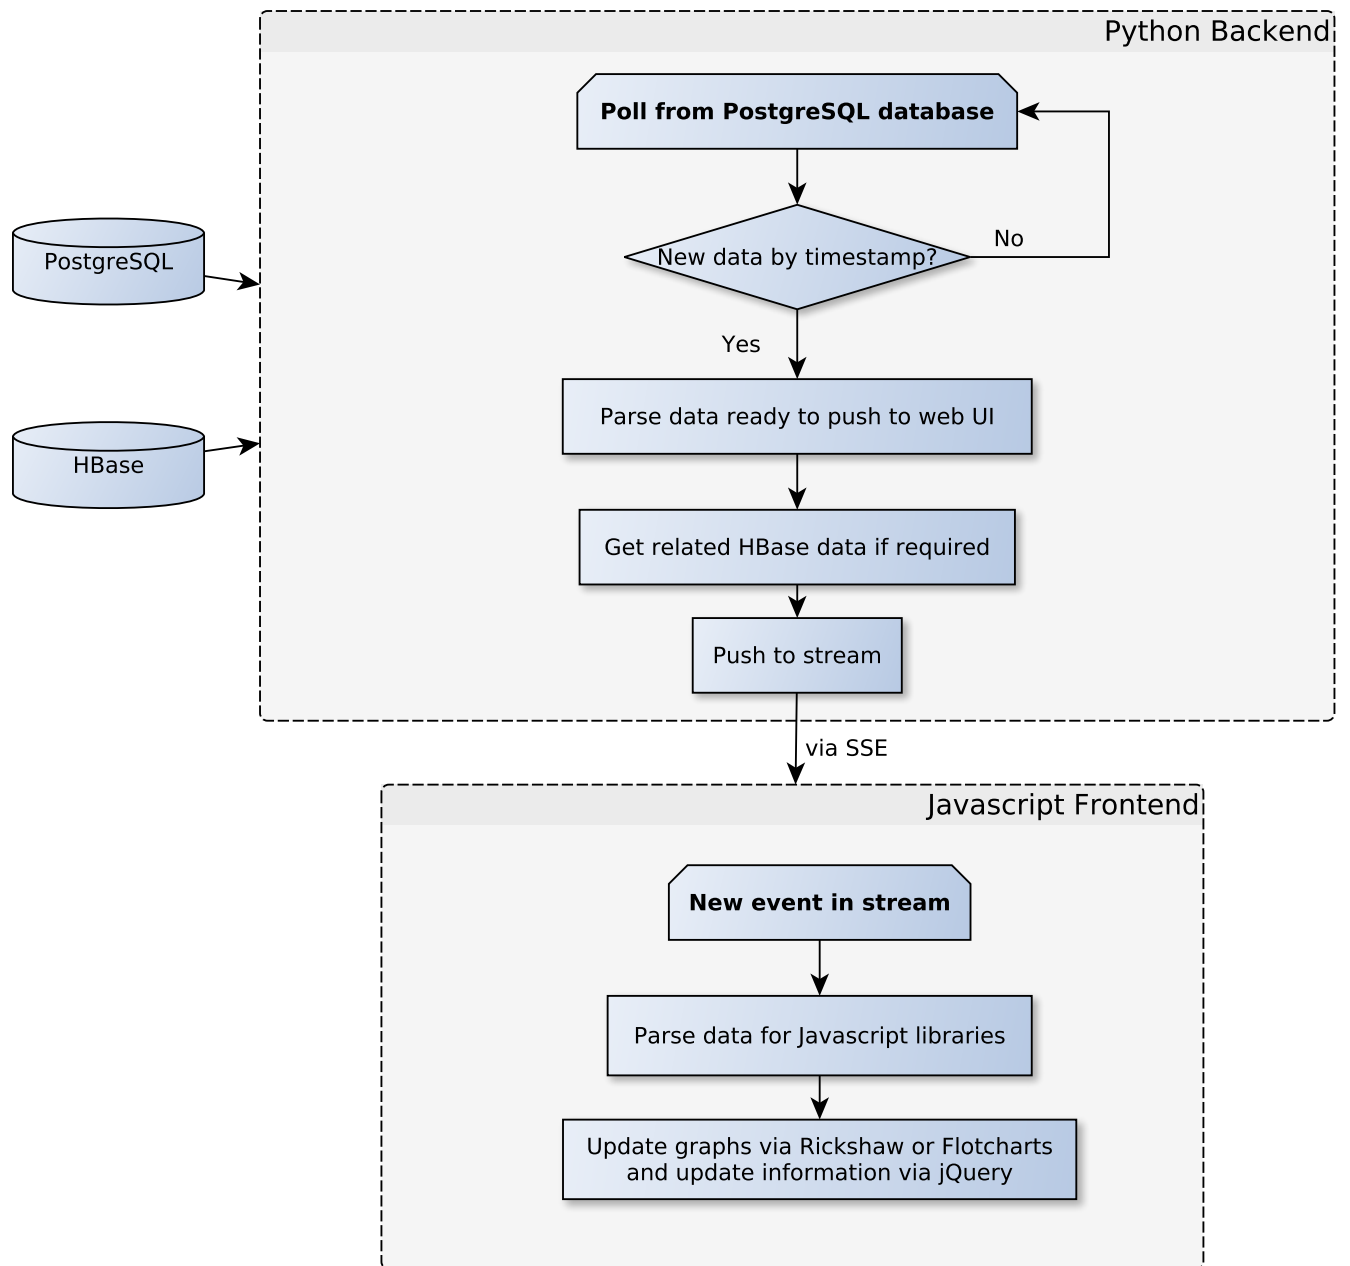 Python Backend
Poll from PostgreSQL database
New data by timestamp?
No
PostgreSQL
Yes
Parse data ready to push to web UI
HBase
Get related HBase data if required
Push to stream
via SSE
Javascript Frontend
New event in stream
Parse data for Javascript libraries
Update graphs via Rickshaw or Flotcharts
and update information via jQuery